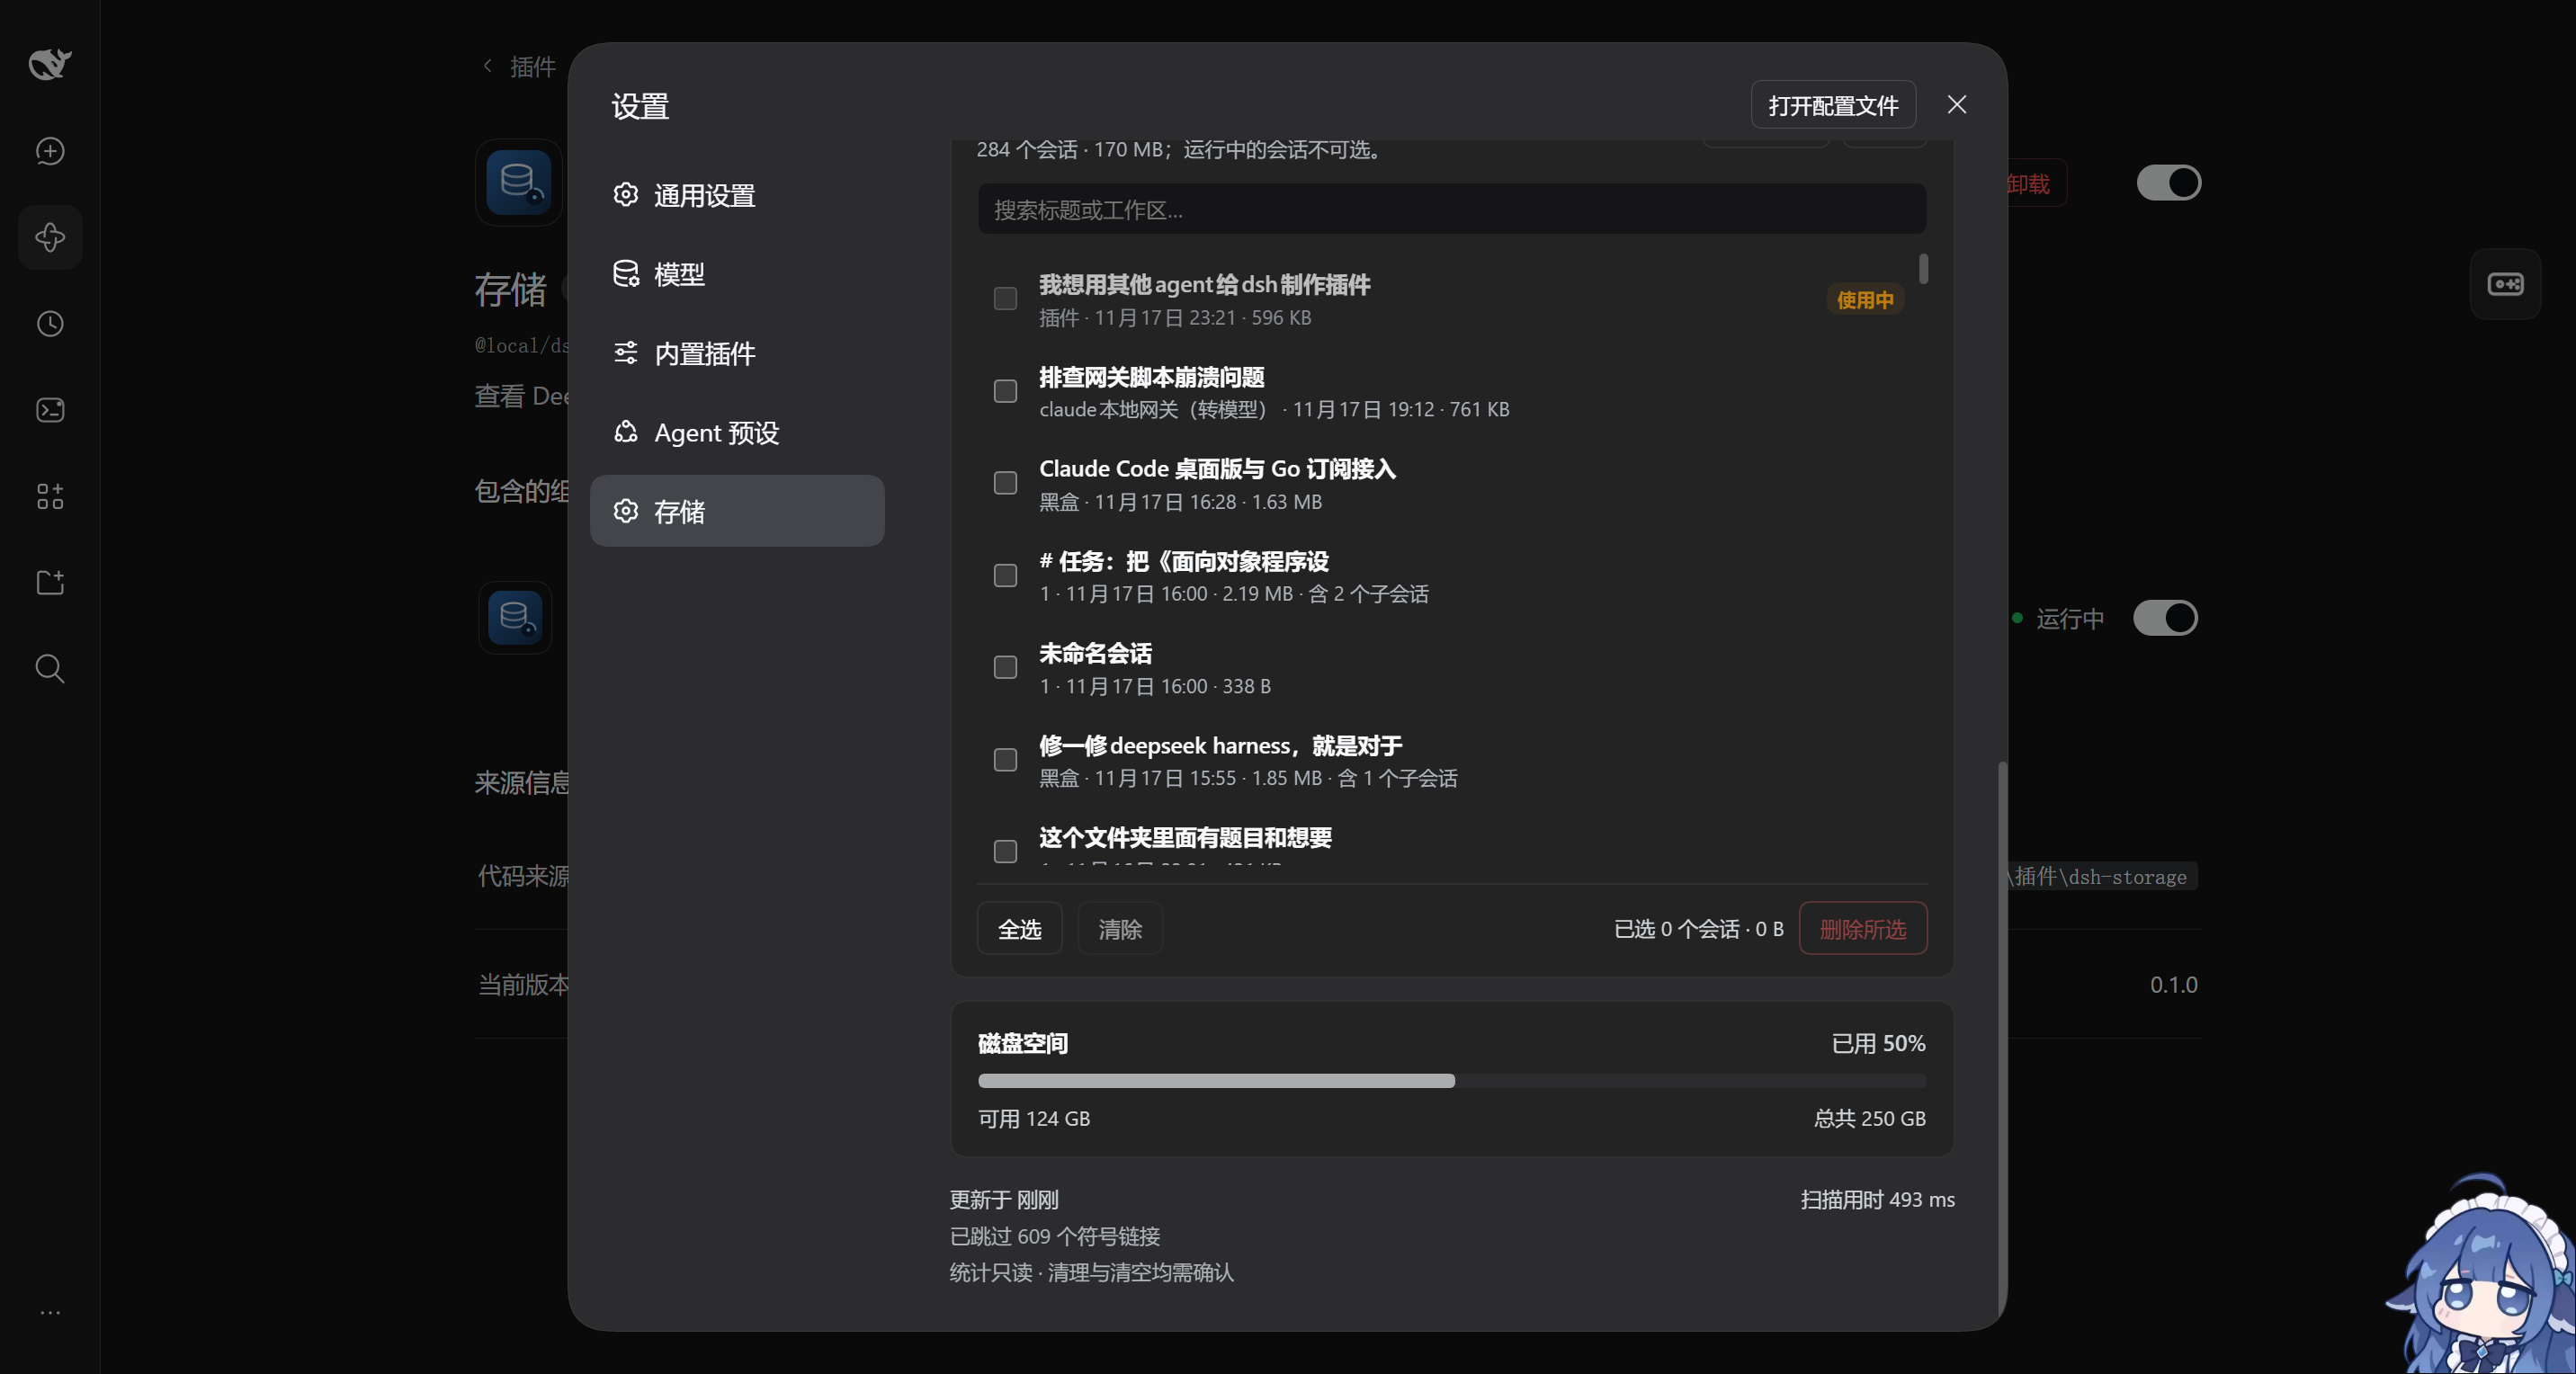 插件
存储
@local/ds
查看 Dee
包含的组
来源信息
代码来源
当前版本
设置
打开配置文件
通用设置
模型
内置插件
Agent 预设
存储
284 个会话 · 170 MB；运行中的会话不可选。
搜索标题或工作区...
我想用其他agent给dsh制作插件
插件 · 11月17日 23:21 · 596 KB
使用中
排查网关脚本崩溃问题
claude本地网关（转模型） · 11月17日 19:12 · 761 KB
Claude Code 桌面版与 Go 订阅接入
黑盒 · 11月17日 16:28 · 1.63 MB
# 任务：把《面向对象程序设
1 · 11月17日 16:00 · 2.19 MB · 含 2 个子会话
未命名会话
1 · 11月17日 16:00 · 338 B
修一修deepseek harness，就是对于
黑盒 · 11月17日 15:55 · 1.85 MB · 含 1 个子会话
这个文件夹里面有题目和想要
全选
清除
已选 0 个会话 · 0 B
删除所选
磁盘空间
已用 50%
可用 124 GB
总共 250 GB
更新于 刚刚
扫描用时 493 ms
已跳过 609 个符号链接
统计只读 · 清理与清空均需确认
卸载
运行中
\插件\dsh-storage
0.1.0